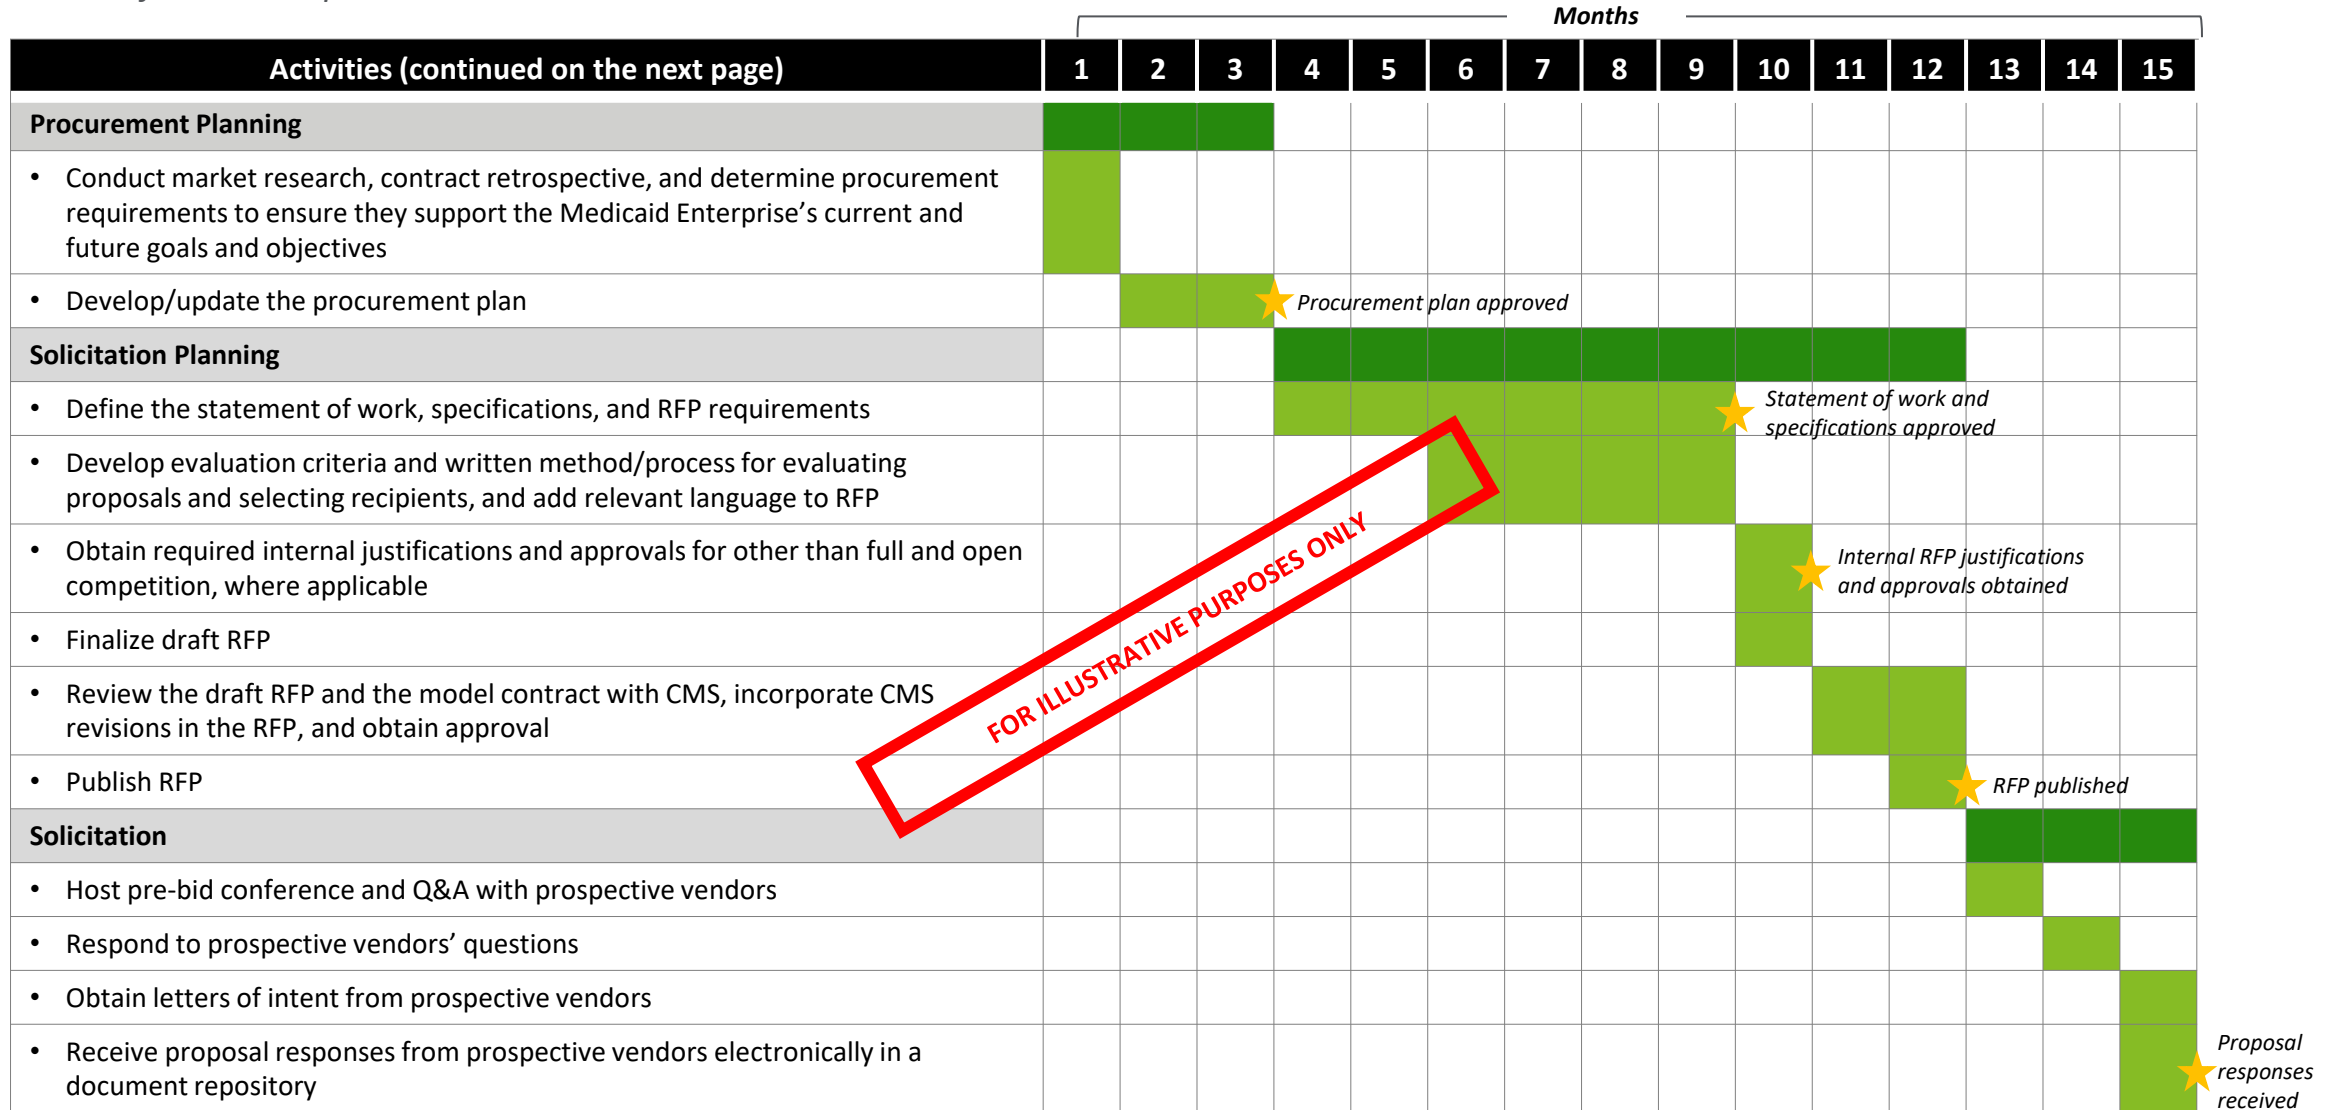 Months
Activities (continued on the next page) 1 2 3 4 5 6 7 8 9 10 11 12 13 14 15
Procurement Planning
• Conduct market research, contract retrospective, and determine procurement
requirements to ensure they support the Medicaid Enterprise’s current and
future goals and objectives
• Develop/update the procurement plan
Procurement plan approved
Solicitation Planning
• Define the statement of work, specifications, and RFP requirements
Statement of work and
specifications approved
• Develop evaluation criteria and written method/process for evaluating
proposals and selecting recipients, and add relevant language to RFP
• Obtain required internal justifications and approvals for other than full and open
competition, where applicable
Internal RFP justifications
and approvals obtained
• Finalize draft RFP
• Review the draft RFP and the model contract with CMS, incorporate CMS
revisions in the RFP, and obtain approval
FOR ILLUSTRATIVE PURPOSES ONLY
• Publish RFP
RFP published
Solicitation
• Host pre-bid conference and Q&A with prospective vendors
• Respond to prospective vendors’ questions
• Obtain letters of intent from prospective vendors
• Receive proposal responses from prospective vendors electronically in a
document repository
Proposal
responses
received